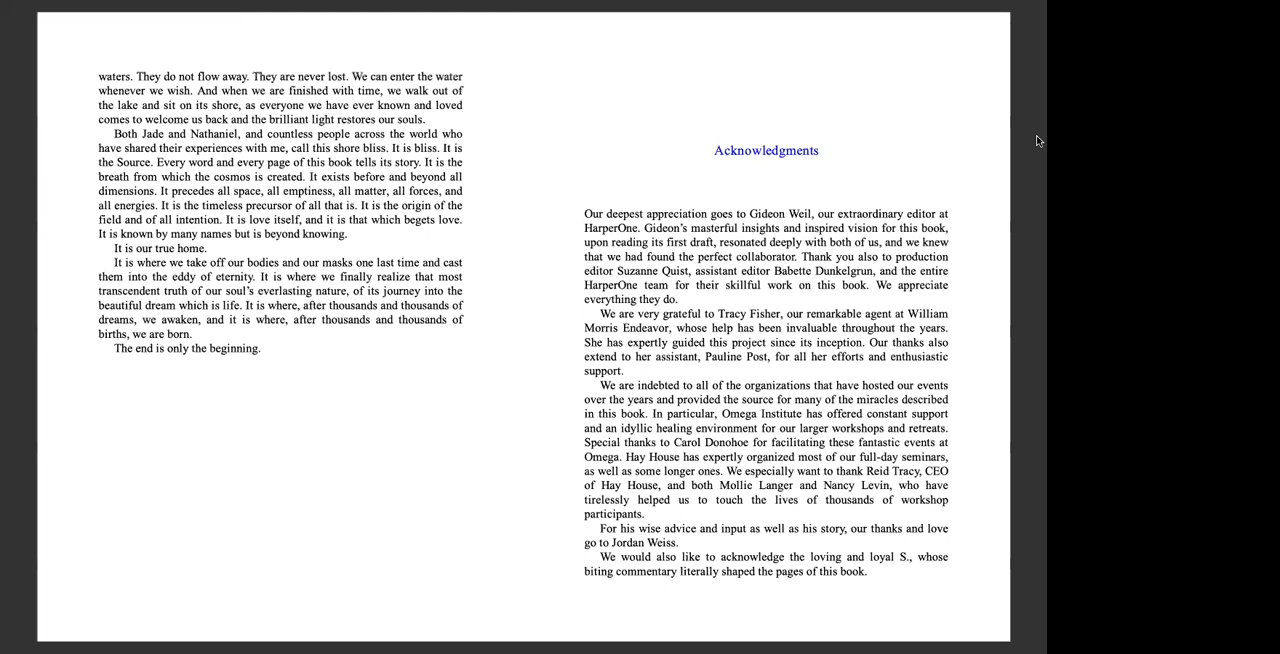 waters. They do not flow away. They are never lost. We can enter the water
whenever we wish. And when we are finished with time, we walk out of
the lake and sit on its shore, as everyone we have ever known and loved
comes to welcome us back and the brilliant light restores our souls.
Both Jade and Nathaniel, and countless people across the world who
have shared their experiences with me, call this shore bliss. It is bliss. It is
the Source. Every word and every page of this book tells its story. It is the
breath from which the cosmos is created. It exists before and beyond all
dimensions. It precedes all space, all emptiness, all matter, all forces, and
all energies. It is the timeless precursor of all that is. It is the origin of the
field and of all intention. It is love itself, and it is that which begets love.
It is known by many names but is beyond knowing.
It is our true home.
It is where we take off our bodies and our masks one last time and cast
them into the eddy of eternity. It is where we finally realize that most
transcendent truth of our soul’s everlasting nature, of its journey into the
beautiful dream which is life. It is where, after thousands and thousands of
dreams, we awaken, and it is where, after thousands and thousands of
births, we are born.
The end is only the beginning.
Acknowledgments
Our deepest appreciation goes to Gideon Weil, our extraordinary editor at
HarperOne. Gideon’s masterful insights and inspired vision for this book,
upon reading its first draft, resonated deeply with both of us, and we knew
that we had found the perfect collaborator. Thank you also to production
editor Suzanne Quist, assistant editor Babette Dunkelgrun, and the entire
HarperOne team for their skillful work on this book. We appreciate
everything they do.
We are very grateful to Tracy Fisher, our remarkable agent at William
Morris Endeavor, whose help has been invaluable throughout the years.
She has expertly guided this project since its inception. Our thanks also
extend to her assistant, Pauline Post, for all her efforts and enthusiastic
support.
We are indebted to all of the organizations that have hosted our events
over the years and provided the source for many of the miracles described
in this book. In particular, Omega Institute has offered constant support
and an idyllic healing environment for our larger workshops and retreats.
Special thanks to Carol Donohoe for facilitating these fantastic events at
Omega. Hay House has expertly organized most of our full-day seminars,
as well as some longer ones. We especially want to thank Reid Tracy, CEO
of Hay House, and both Mollie Langer and Nancy Levin, who have
tirelessly helped us to touch the lives of thousands of workshop
participants.
For his wise advice and input as well as his story, our thanks and love
go to Jordan Weiss.
We would also like to acknowledge the loving and loyal S., whose
biting commentary literally shaped the pages of this book.